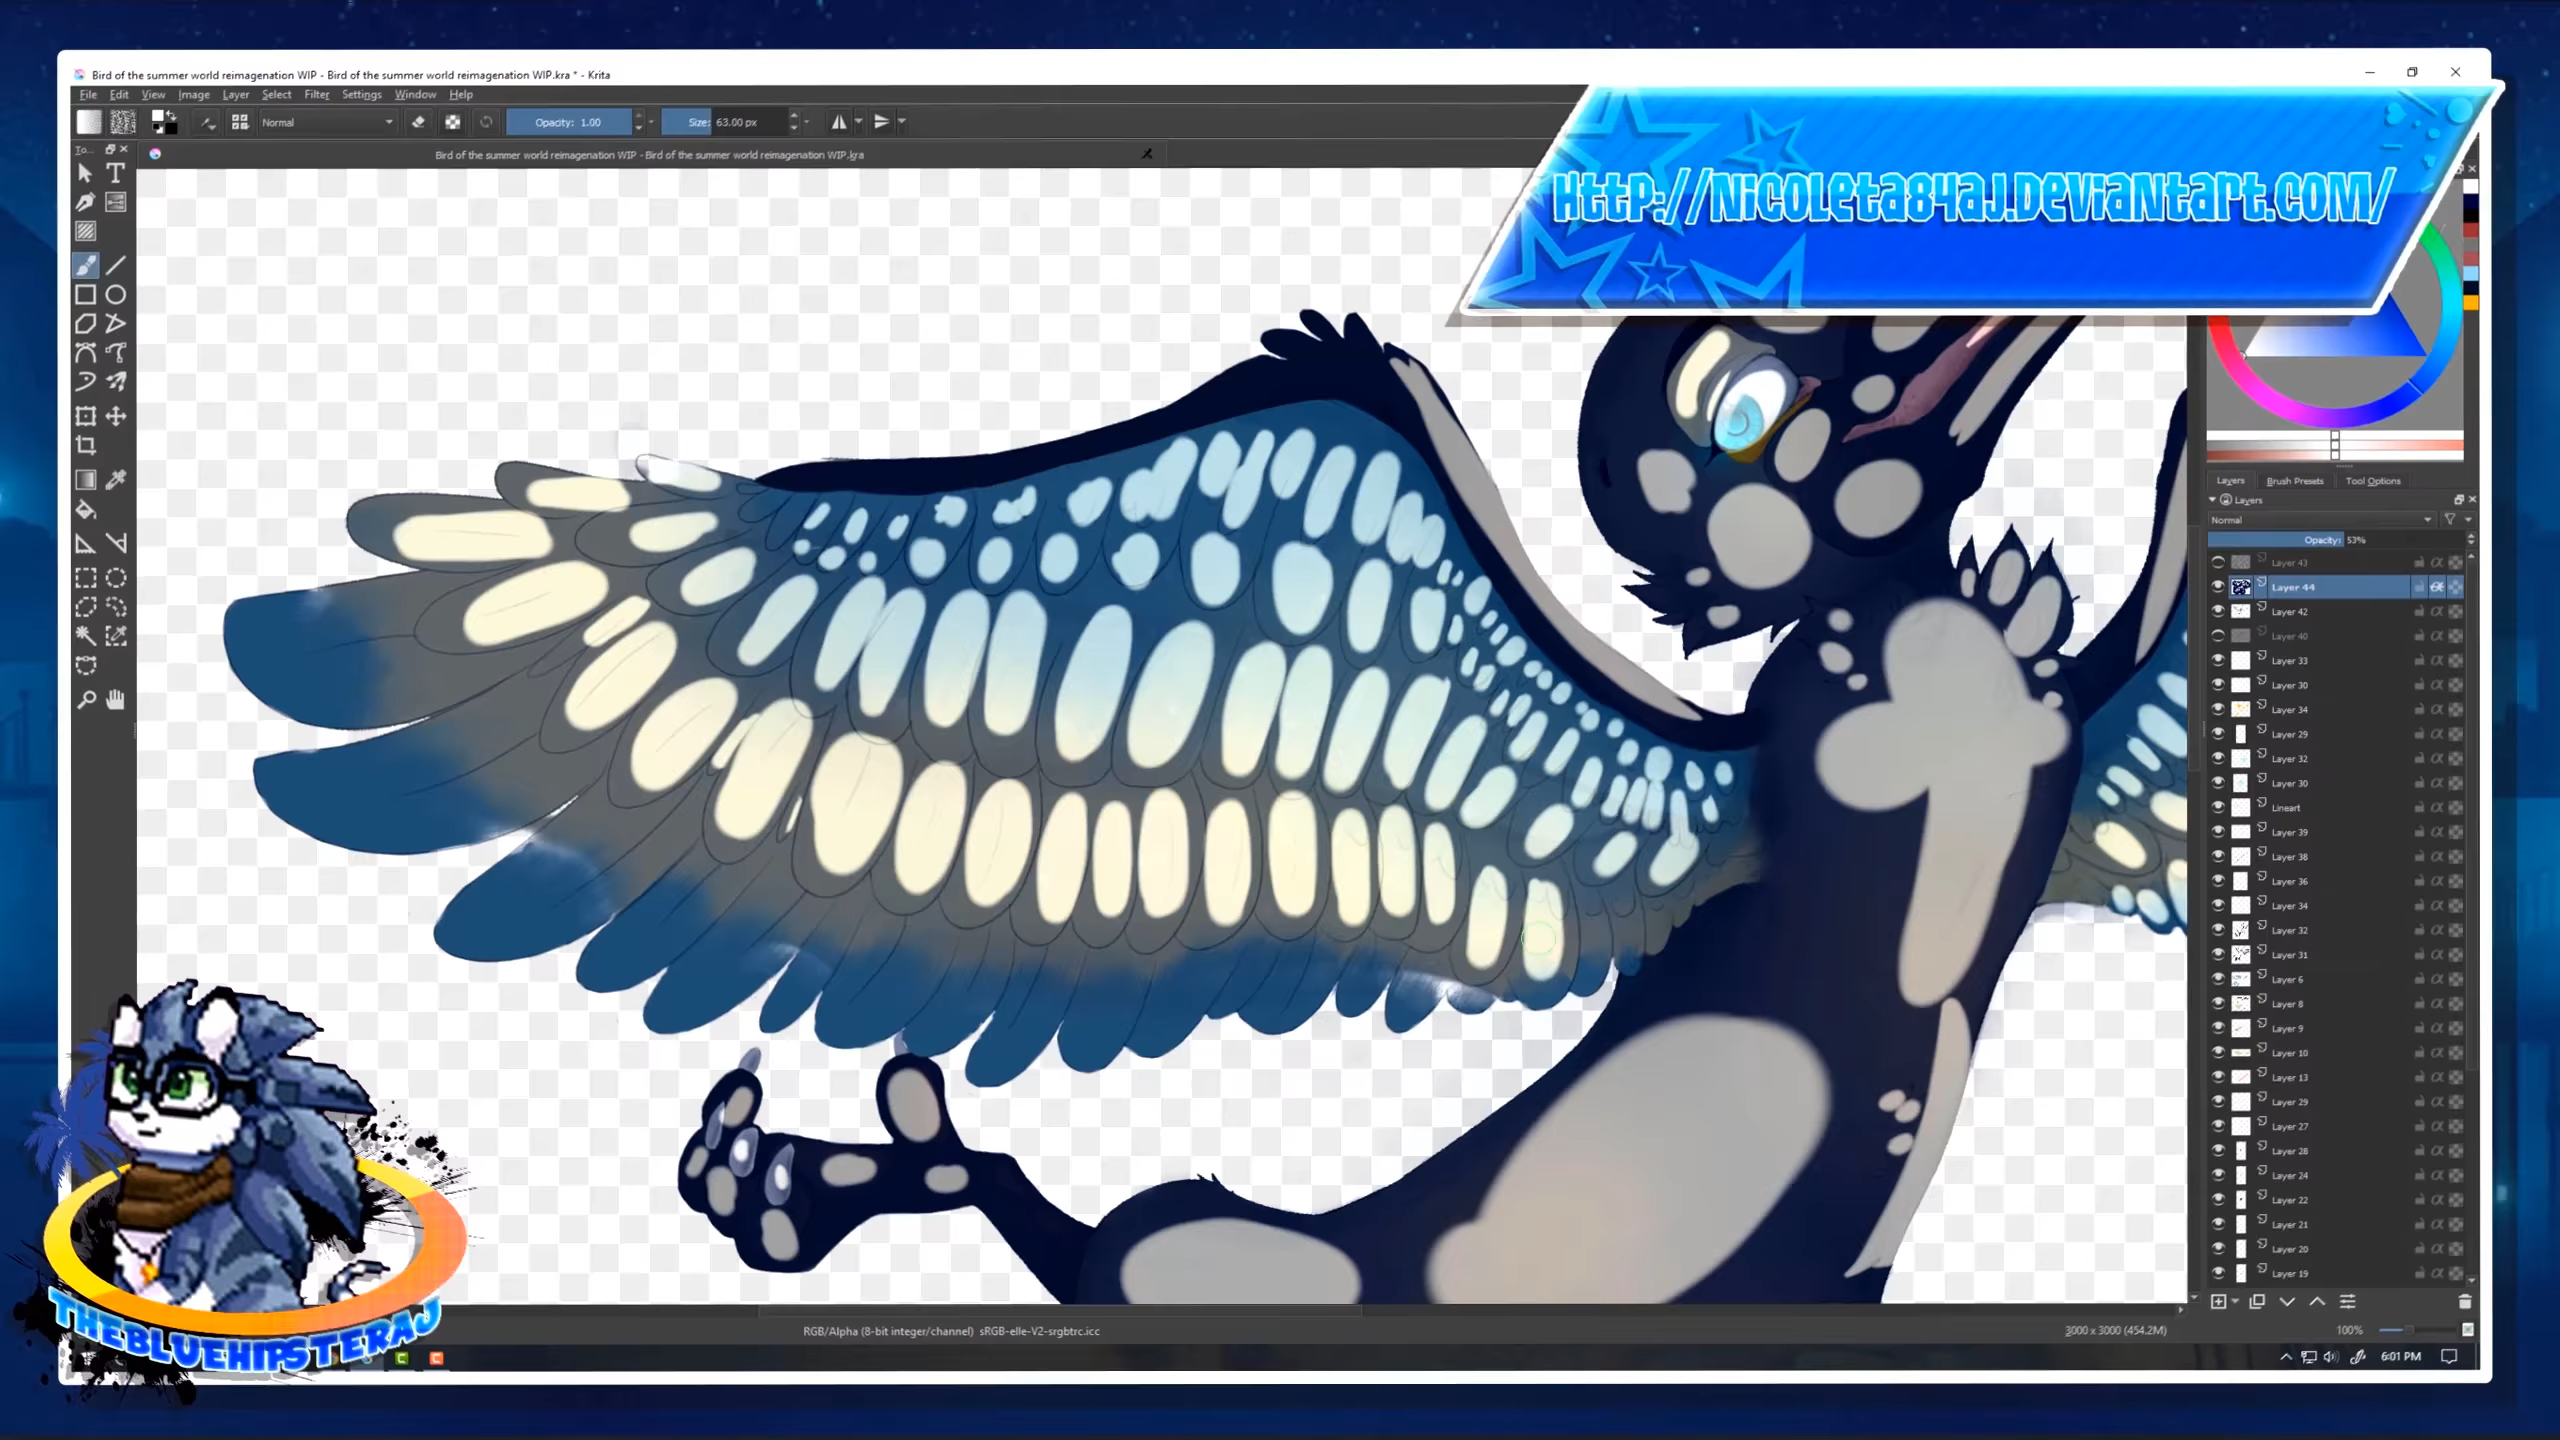 Bird of the summer world reimagenation WIP - Bird of the summer world reimagenation WIP.kra * - Krita
File Edit View Image Layer Select Filter Settings Window Help
Normal
Opacity: 1.00
Size: 63.00 px
To...
Bird of the summer world reimagenation WIP - Bird of the summer world reimagenation WIP.kra
Http://Nicoleta84aj.Deviantart.com/
Layers Brush Presets Tool Options
Layers
Normal
Opacity: 53%
Layer 43
Layer 44
Layer 42
Layer 40
Layer 33
Layer 30
Layer 34
Layer 29
Layer 32
Layer 30
Lineart
Layer 39
Layer 38
Layer 36
Layer 34
Layer 32
Layer 31
Layer 6
Layer 8
Layer 9
Layer 10
Layer 13
Layer 29
Layer 27
Layer 28
Layer 24
Layer 22
Layer 21
Layer 20
Layer 19
THEBLUEHIPSTERAJ
RGB/Alpha (8-bit integer/channel) sRGB-elle-V2-srgbtrc.icc
3000 x 3000 (454.2M)
100%
6:01 PM